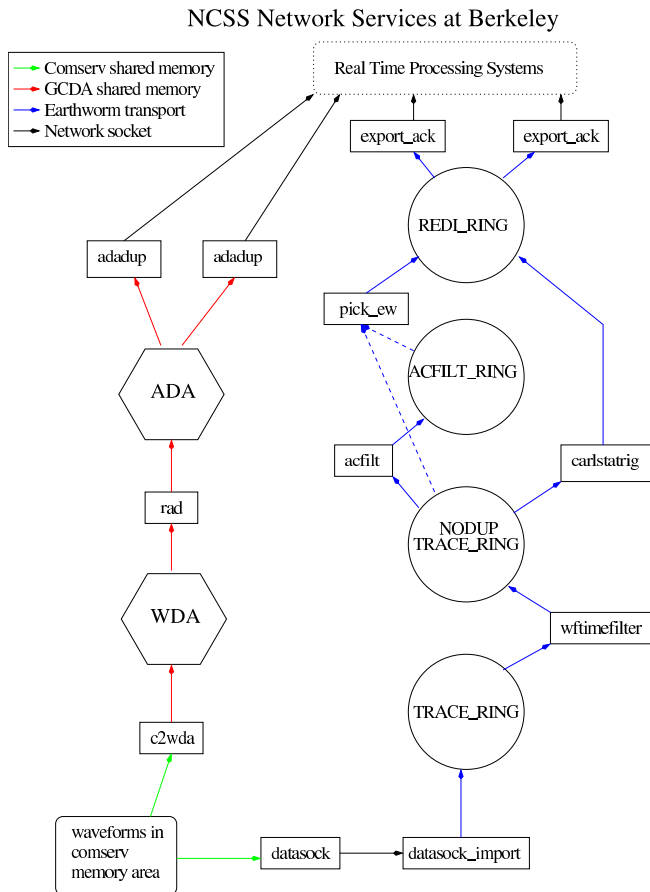 NCSS Network Services at Berkeley
Comserv shared memory
GCDA shared memory
Earthworm transport
Network socket
Real Time Processing Systems
export_ack
export_ack
REDI_RING
adadup
adadup
pick_ew
ACFILT_RING
ADA
acfilt
carlstatrig
rad
NODUP
TRACE_RING
WDA
wftimefilter
TRACE_RING
c2wda
waveforms in
comserv
memory area
datasock
datasock_import